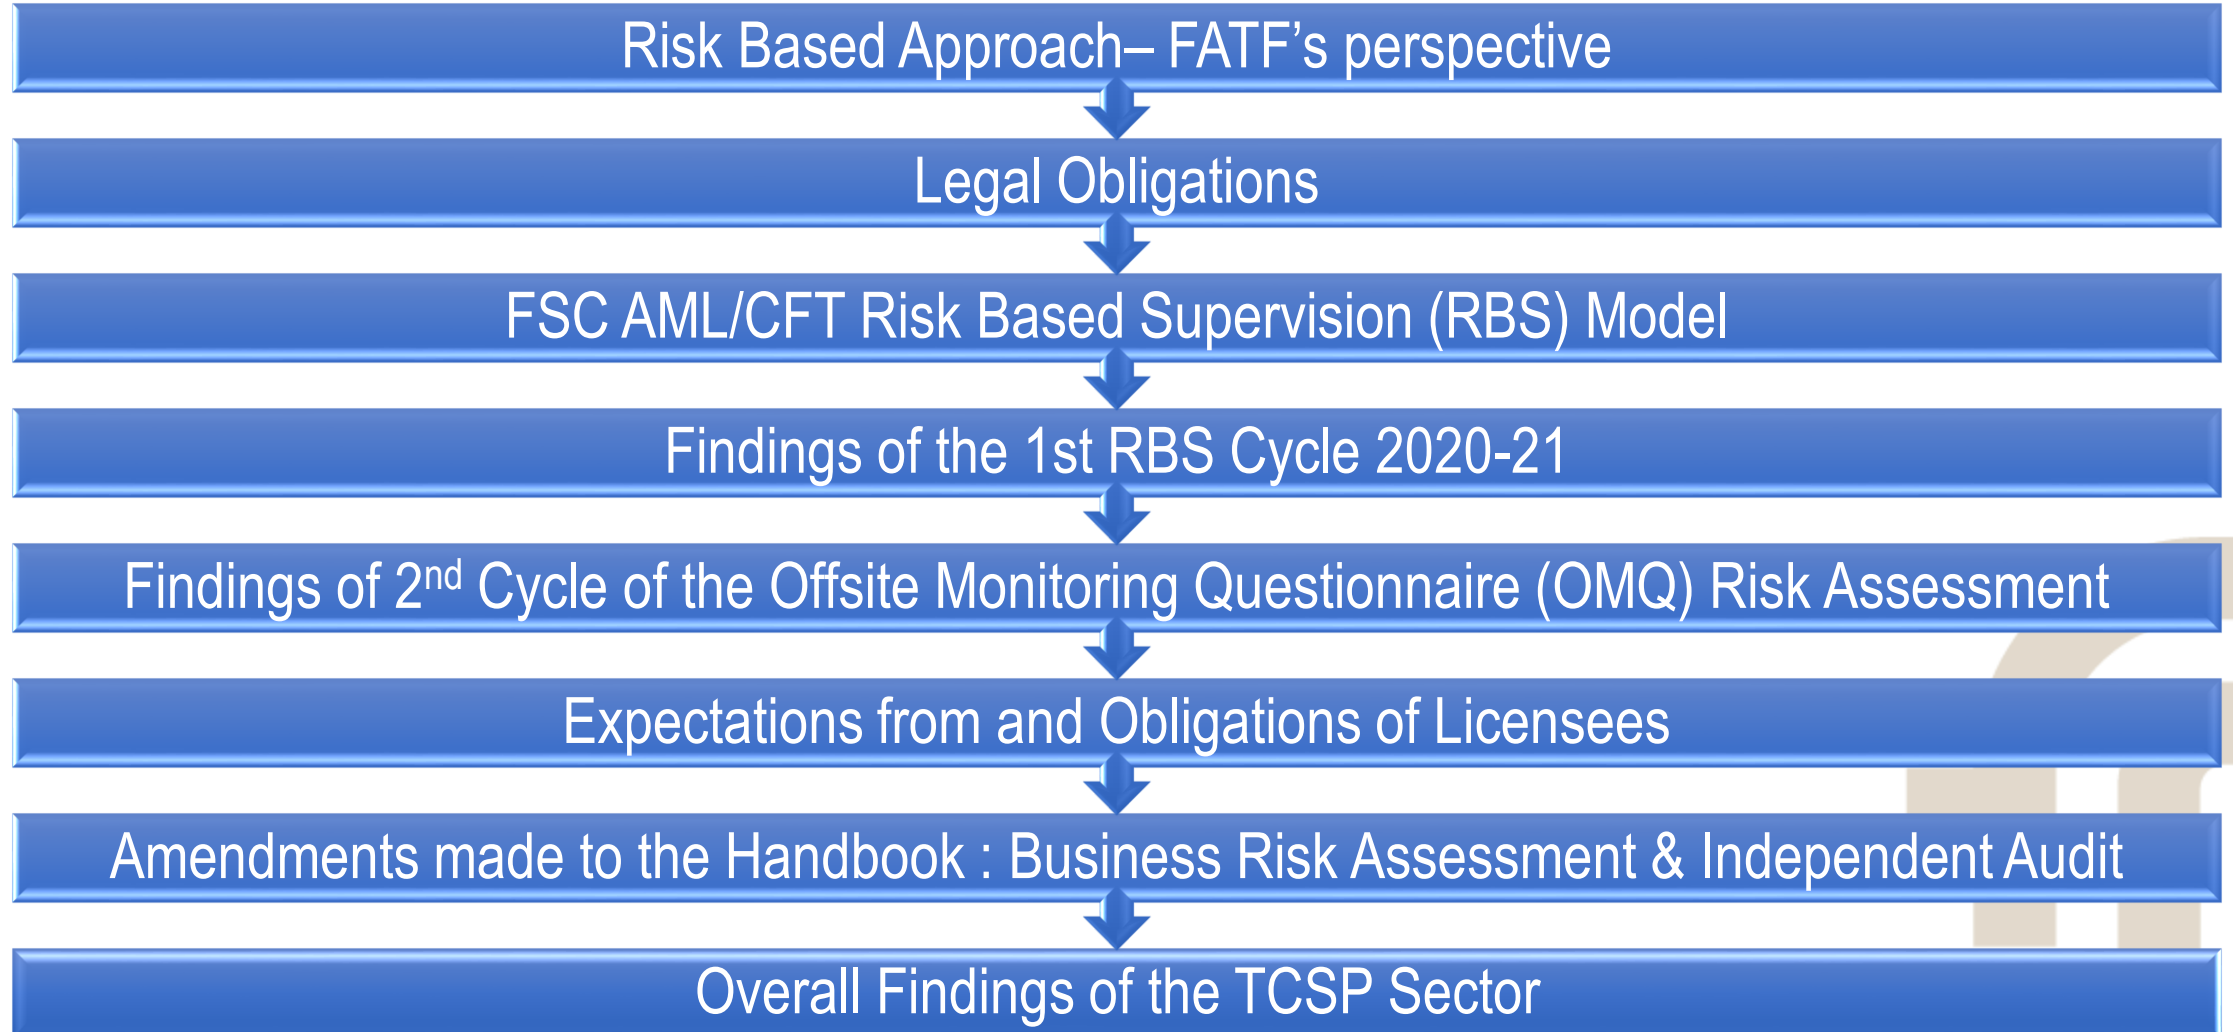 Risk Based Approach– FATF’s perspective
Legal Obligations
FSC AML/CFT Risk Based Supervision (RBS) Model
Findings of the 1st RBS Cycle 2020-21
Findings of 2nd Cycle of the Offsite Monitoring Questionnaire (OMQ) Risk Assessment
Expectations from and Obligations of Licensees
Amendments made to the Handbook : Business Risk Assessment & Independent Audit
Overall Findings of the TCSP Sector